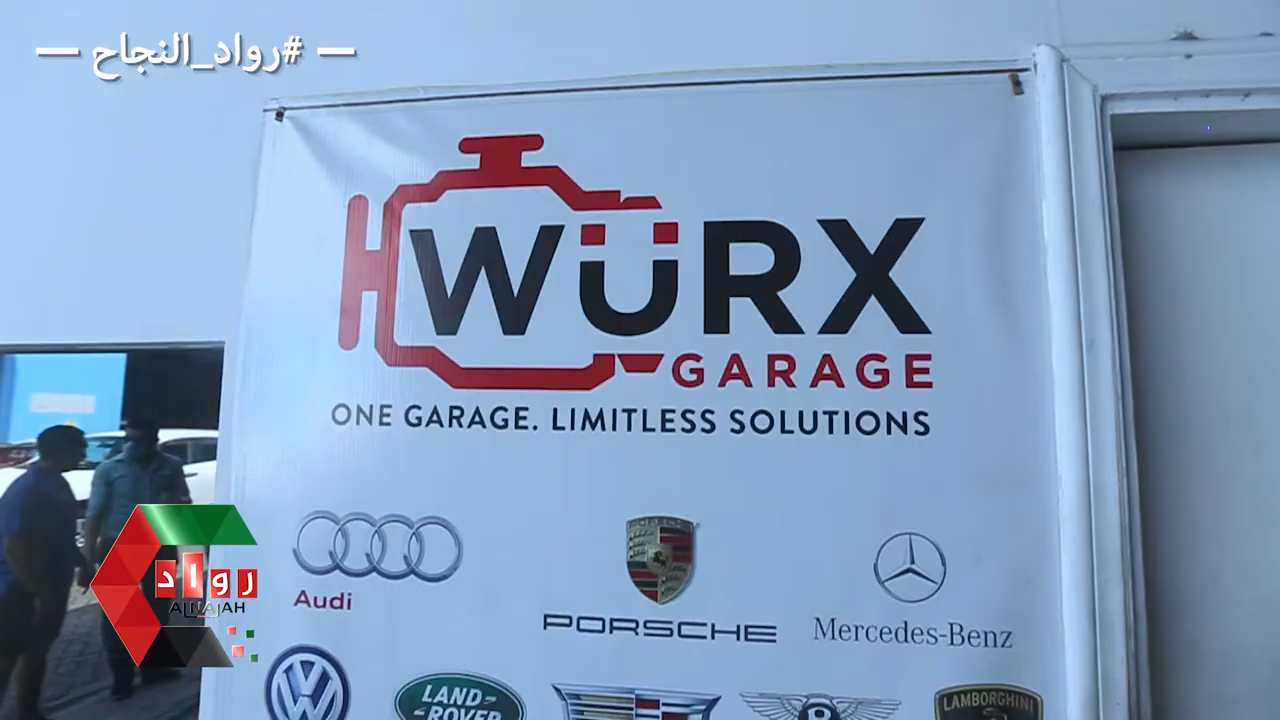 — #رواد_النجاح —
WÜRX
GARAGE
ONE GARAGE. LIMITLESS SOLUTIONS
Audi
PORSCHE
Mercedes-Benz
رواد
ALNAJAH
LAND-
ROVER
B
LAMBORGHINI